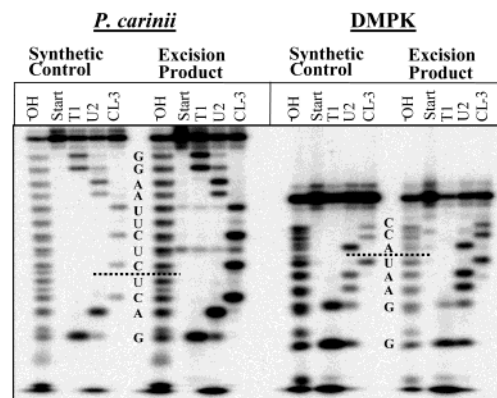 P. carinii DMPK
Synthetic Control Excision Product Synthetic Control Excision Product
-OH Start T1 U2 CL-3 -OH Start T1 U2 CL-3 -OH Start T1 U2 CL-3 -OH Start T1 U2 CL-3
G
G
A
A
U
U
C
U
C
U
C
A
G
C
C
A
U
A
A
G
G